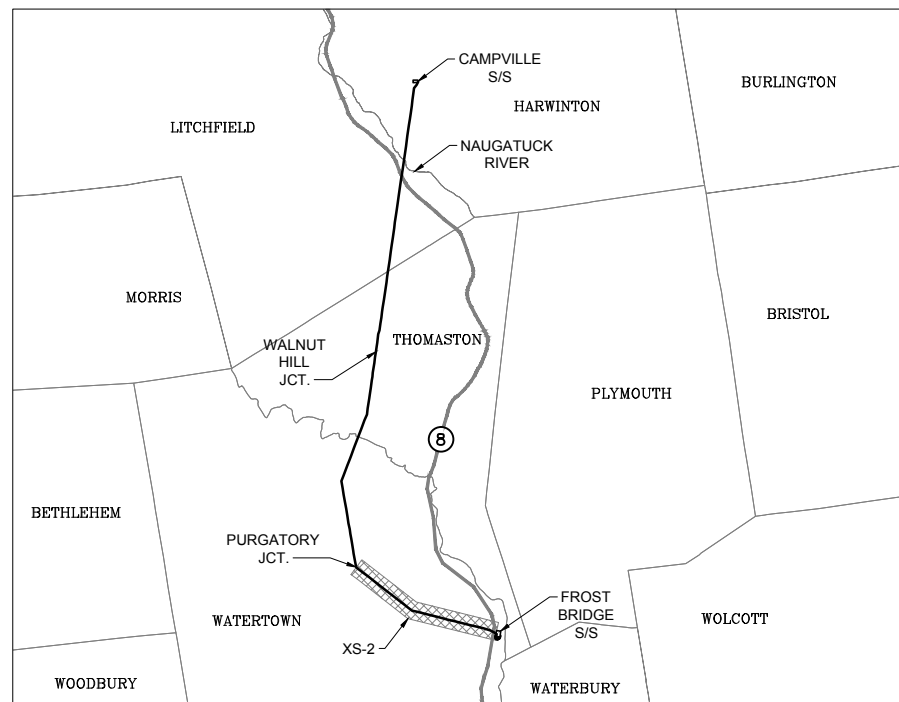 CAMPVILLE
S/S
BURLINGTON
HARWINTON
LITCHFIELD
NAUGATUCK
RIVER
MORRIS
BRISTOL
WALNUT
HILL
JCT.
THOMASTON
PLYMOUTH
8
BETHLEHEM
PURGATORY
JCT.
FROST
BRIDGE
S/S
WATERTOWN
WOLCOTT
XS-2
WOODBURY
WATERBURY